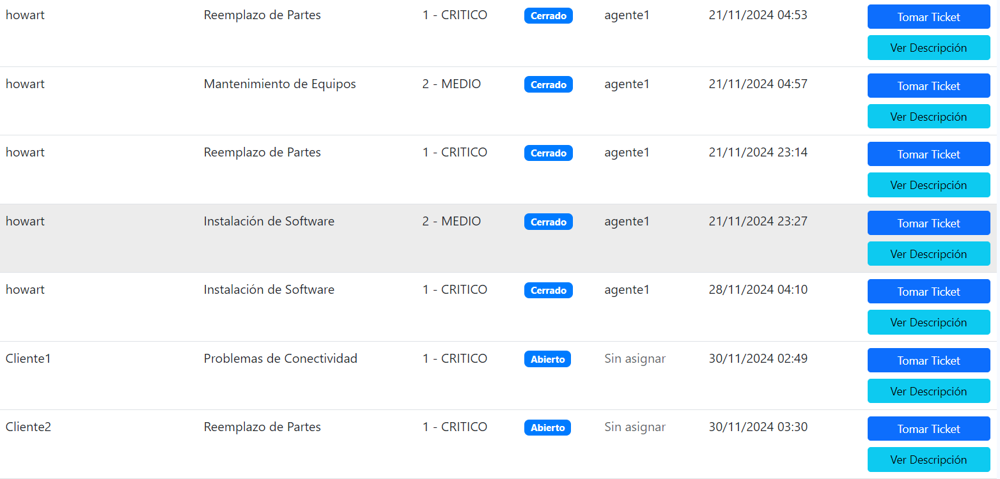 howart Reemplazo de Partes 1 - CRITICO Cerrado agente1 21/11/2024 04:53 Tomar Ticket
Ver Descripción
howart Mantenimiento de Equipos 2 - MEDIO Cerrado agente1 21/11/2024 04:57 Tomar Ticket
Ver Descripción
howart Reemplazo de Partes 1 - CRITICO Cerrado agente1 21/11/2024 23:14 Tomar Ticket
Ver Descripción
howart Instalación de Software 2 - MEDIO Cerrado agente1 21/11/2024 23:27 Tomar Ticket
Ver Descripción
howart Instalación de Software 1 - CRITICO Cerrado agente1 28/11/2024 04:10 Tomar Ticket
Ver Descripción
Cliente1 Problemas de Conectividad 1 - CRITICO Abierto Sin asignar 30/11/2024 02:49 Tomar Ticket
Ver Descripción
Cliente2 Reemplazo de Partes 1 - CRITICO Abierto Sin asignar 30/11/2024 03:30 Tomar Ticket
Ver Descripción